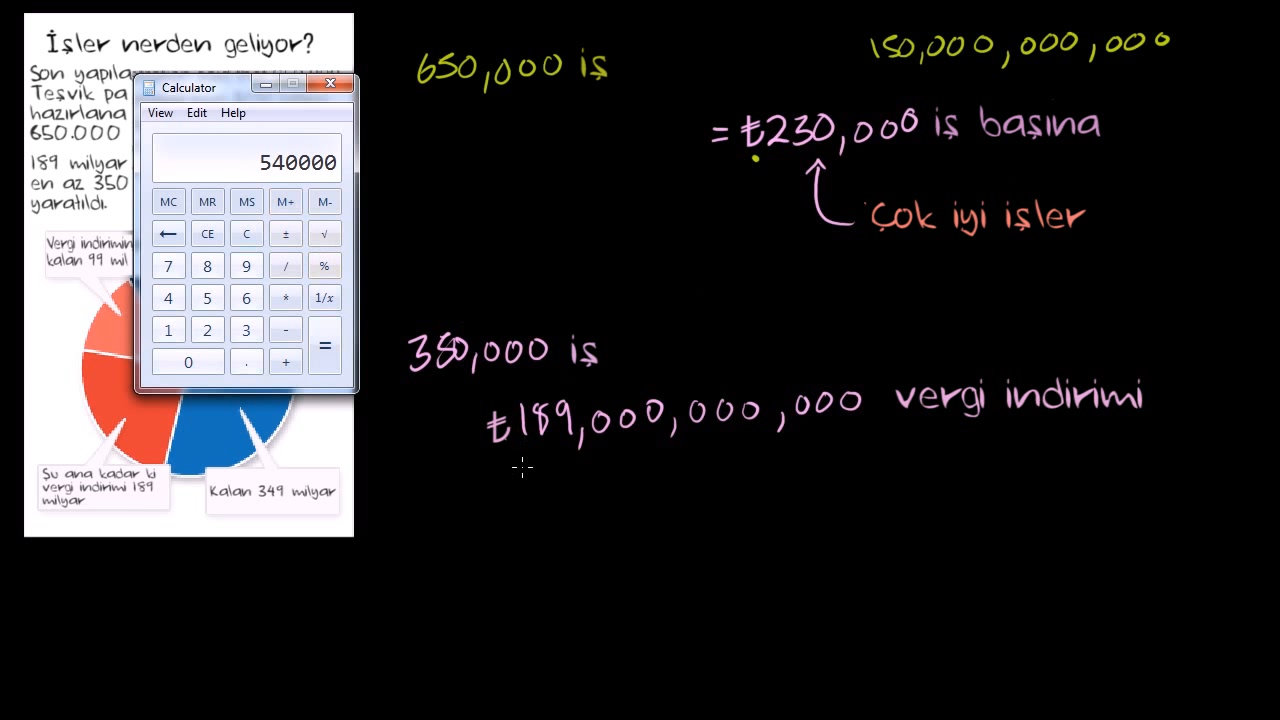 İşler nerden geliyor?
Son yapıla
Teşvik pa
hazırlana
650.000
189 milyar
en az 350
yaratıldı.
Vergi indirimin
kalan 99 mil
Şu ana kadar ki
vergi indirimi 189
milyar
Kalan 349 milyar
Calculator
View Edit Help
540000
MC MR MS M+ M-
← CE C ± √
7 8 9 / %
4 5 6 * 1/x
1 2 3 - =
0 . +
650,000 iş
150,000,000,000
= ₺230,000 iş başına
Çok iyi işler
350,000 iş
₺189,000,000,000 vergi indirimi